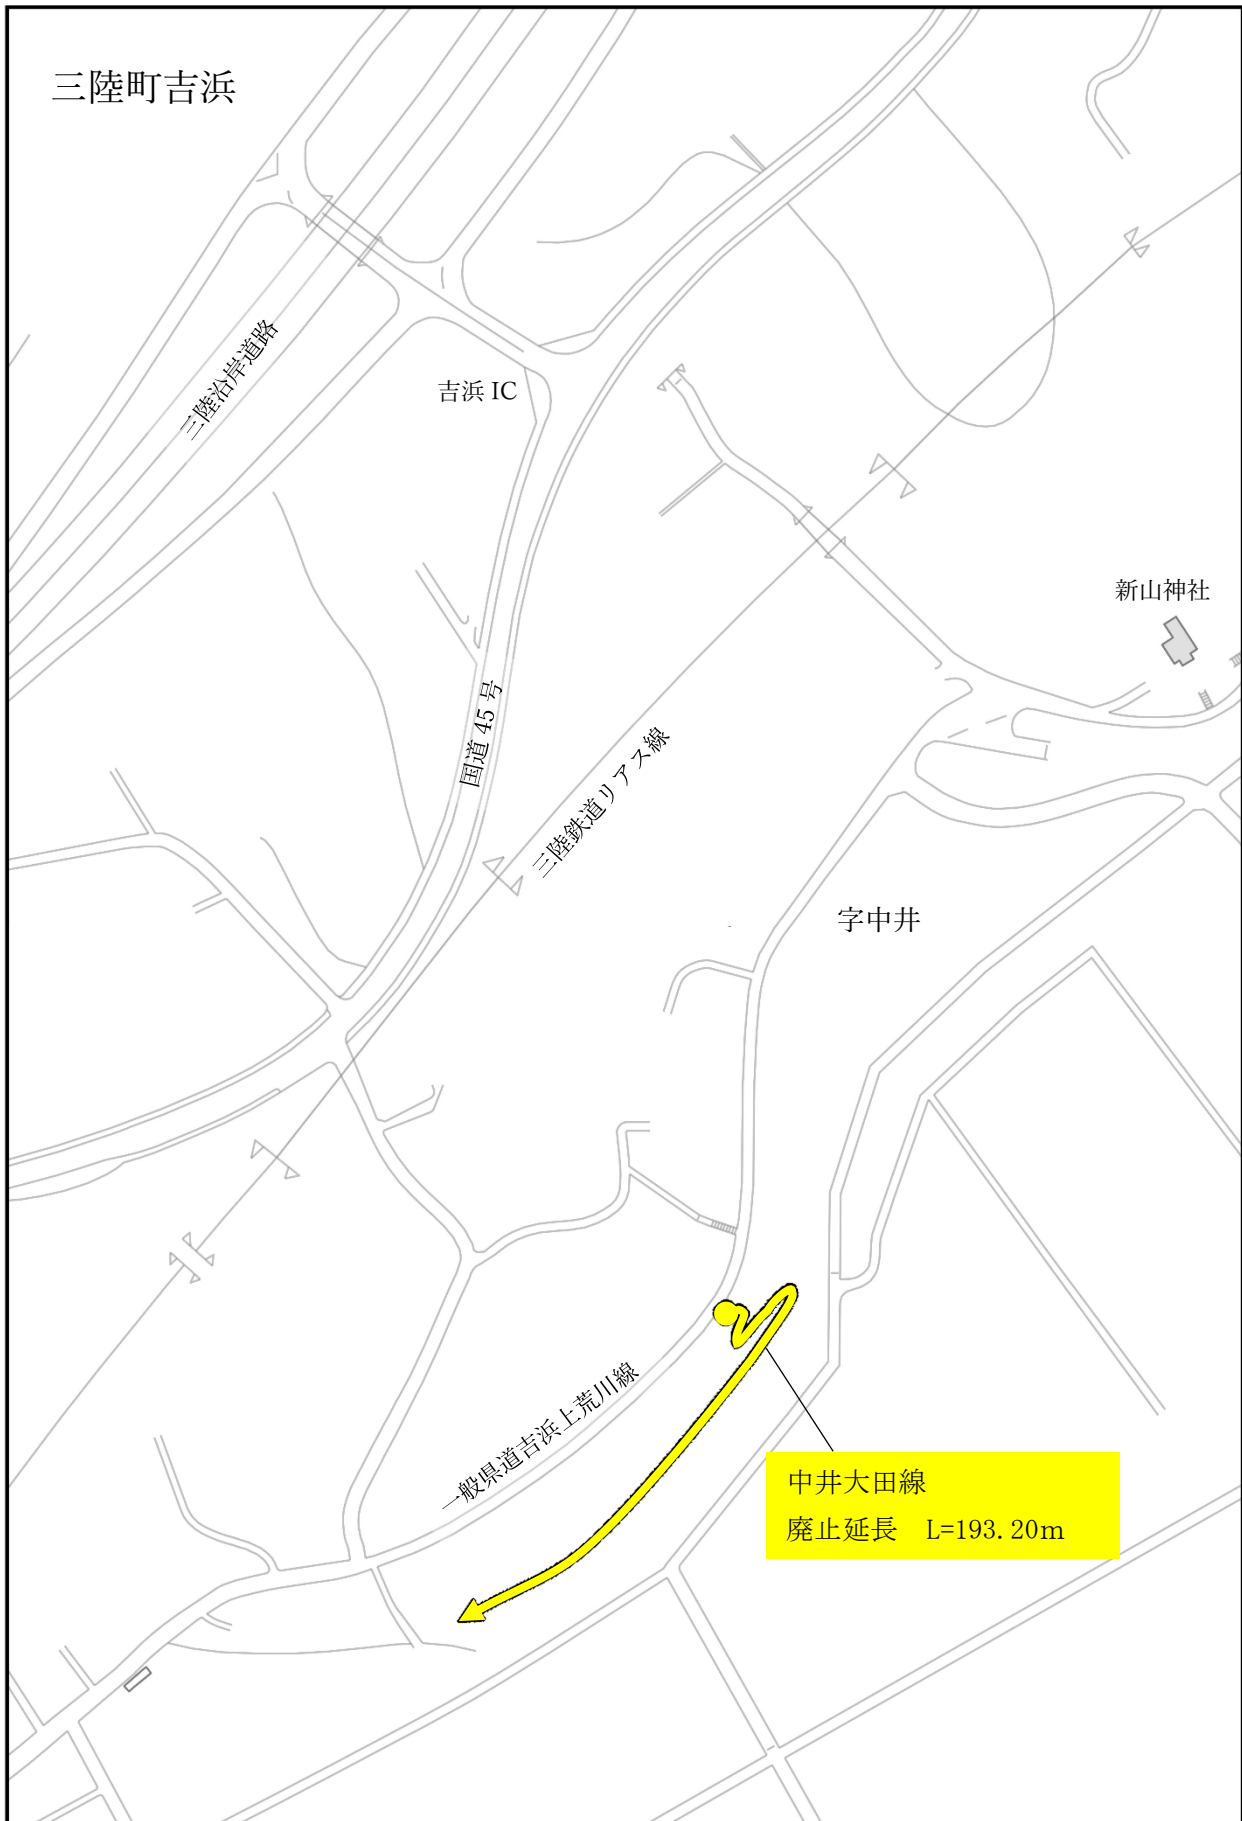 三陸町吉浜
三陸沿岸道路
吉浜 IC
新山神社
国道 45 号
三陸鉄道リアス線
字中井
一般県道吉浜上荒川線
中井大田線
廃止延長　L=193.20m